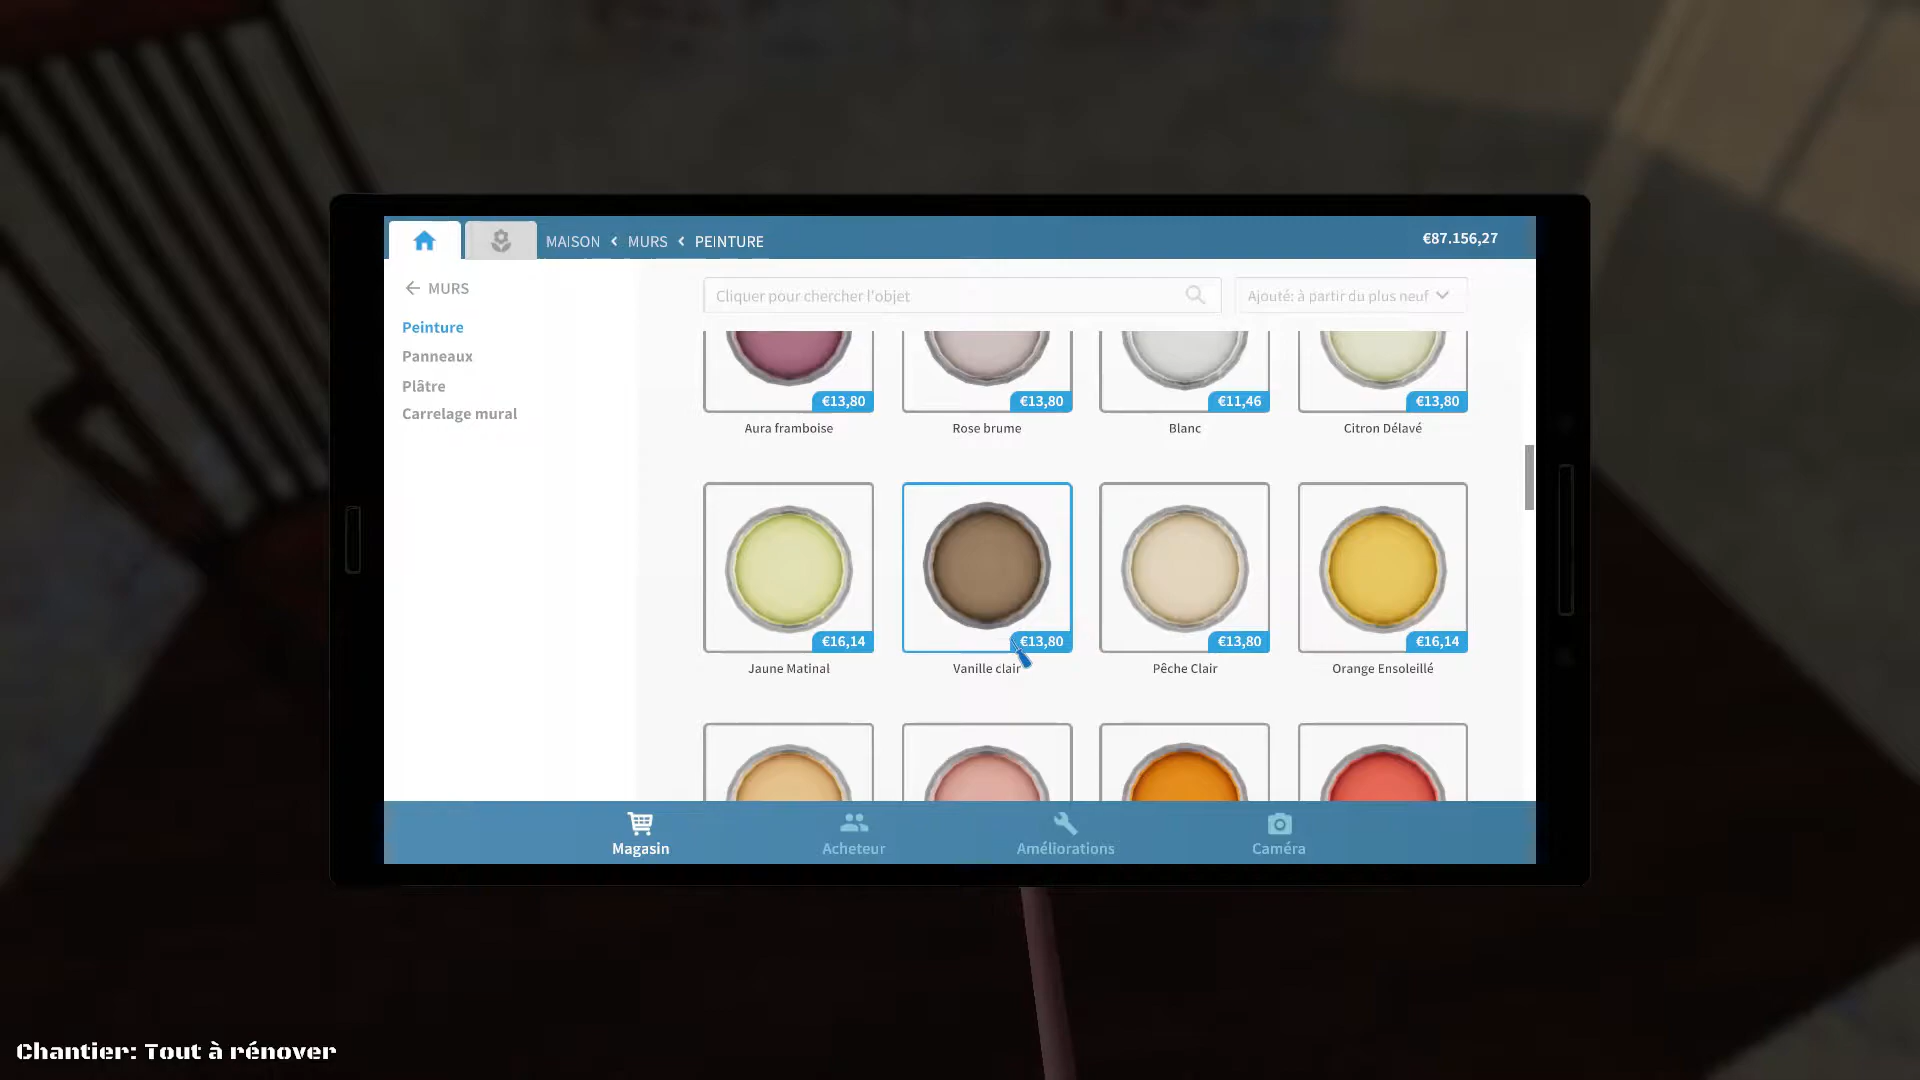 MAISON < MURS < PEINTURE
€87.156,27
MURS
Cliquer pour chercher l'objet
Ajouté: à partir du plus neuf
Peinture
Panneaux
Plâtre
Carrelage mural
€13,80
€13,80
€11,46
€13,80
Aura framboise
Rose brume
Blanc
Citron Délavé
€16,14
€13,80
€13,80
€16,14
Jaune Matinal
Vanille clair
Pêche Clair
Orange Ensoleillé
Magasin
Acheteur
Améliorations
Caméra
Chantier: Tout à rénover